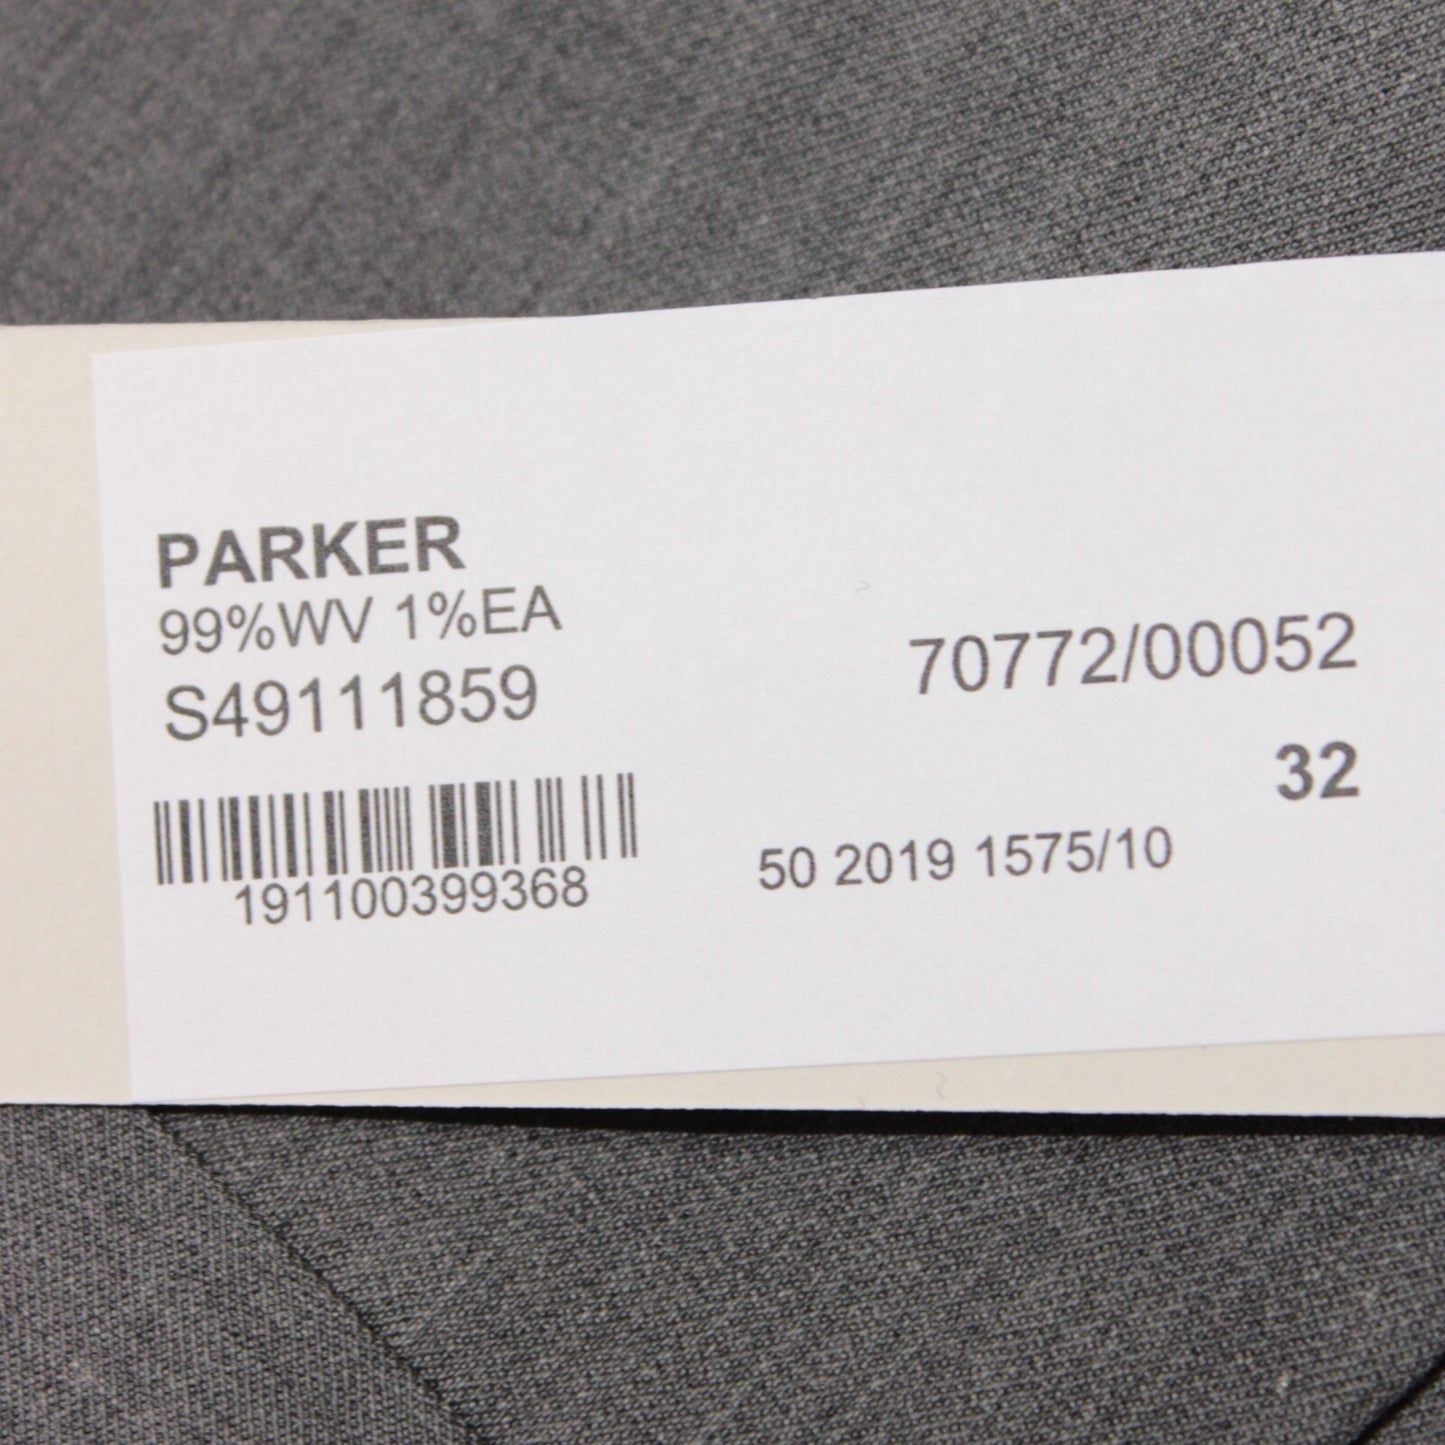 PARKER
99%WV 1%EA
S49111859
70772/00052
32
191100399368
50 2019 1575/10